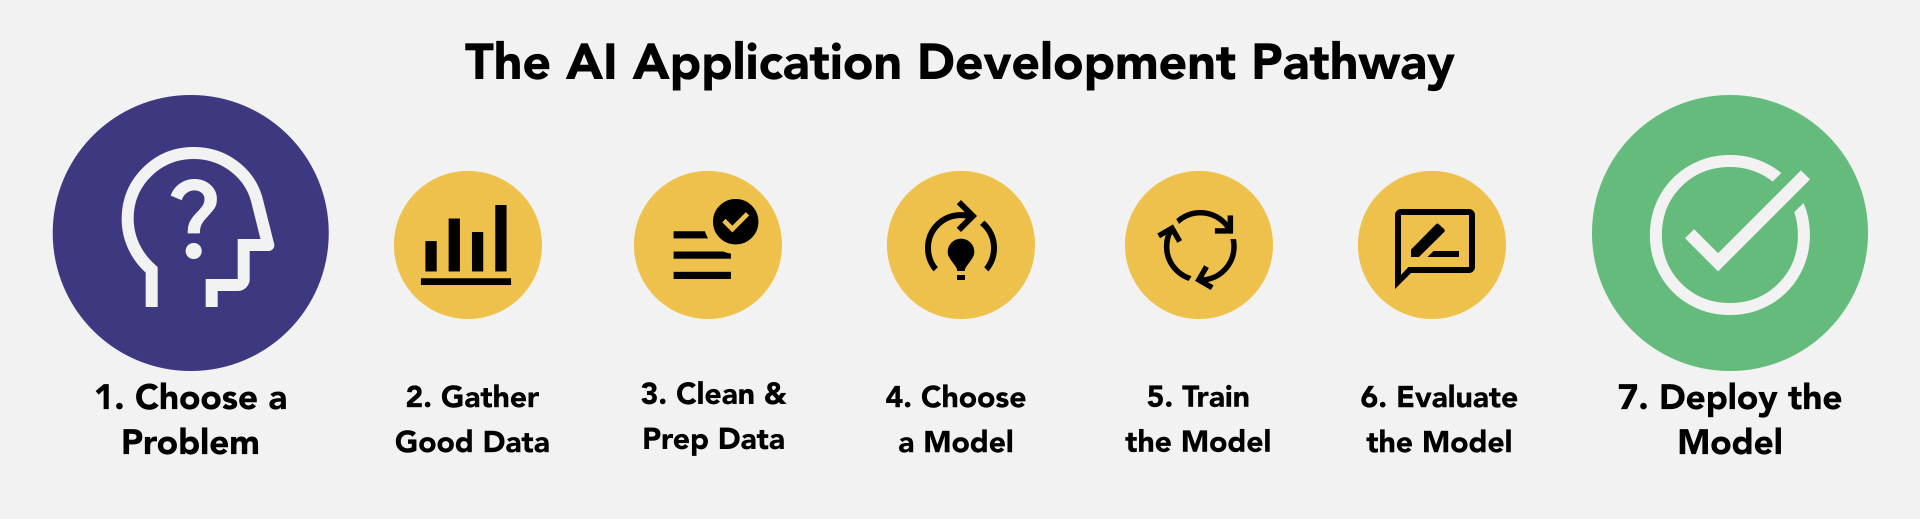 The AI Application Development Pathway
1. Choose a
Problem
2. Gather
Good Data
3. Clean &
Prep Data
4. Choose
a Model
5. Train
the Model
6. Evaluate
the Model
7. Deploy the
Model